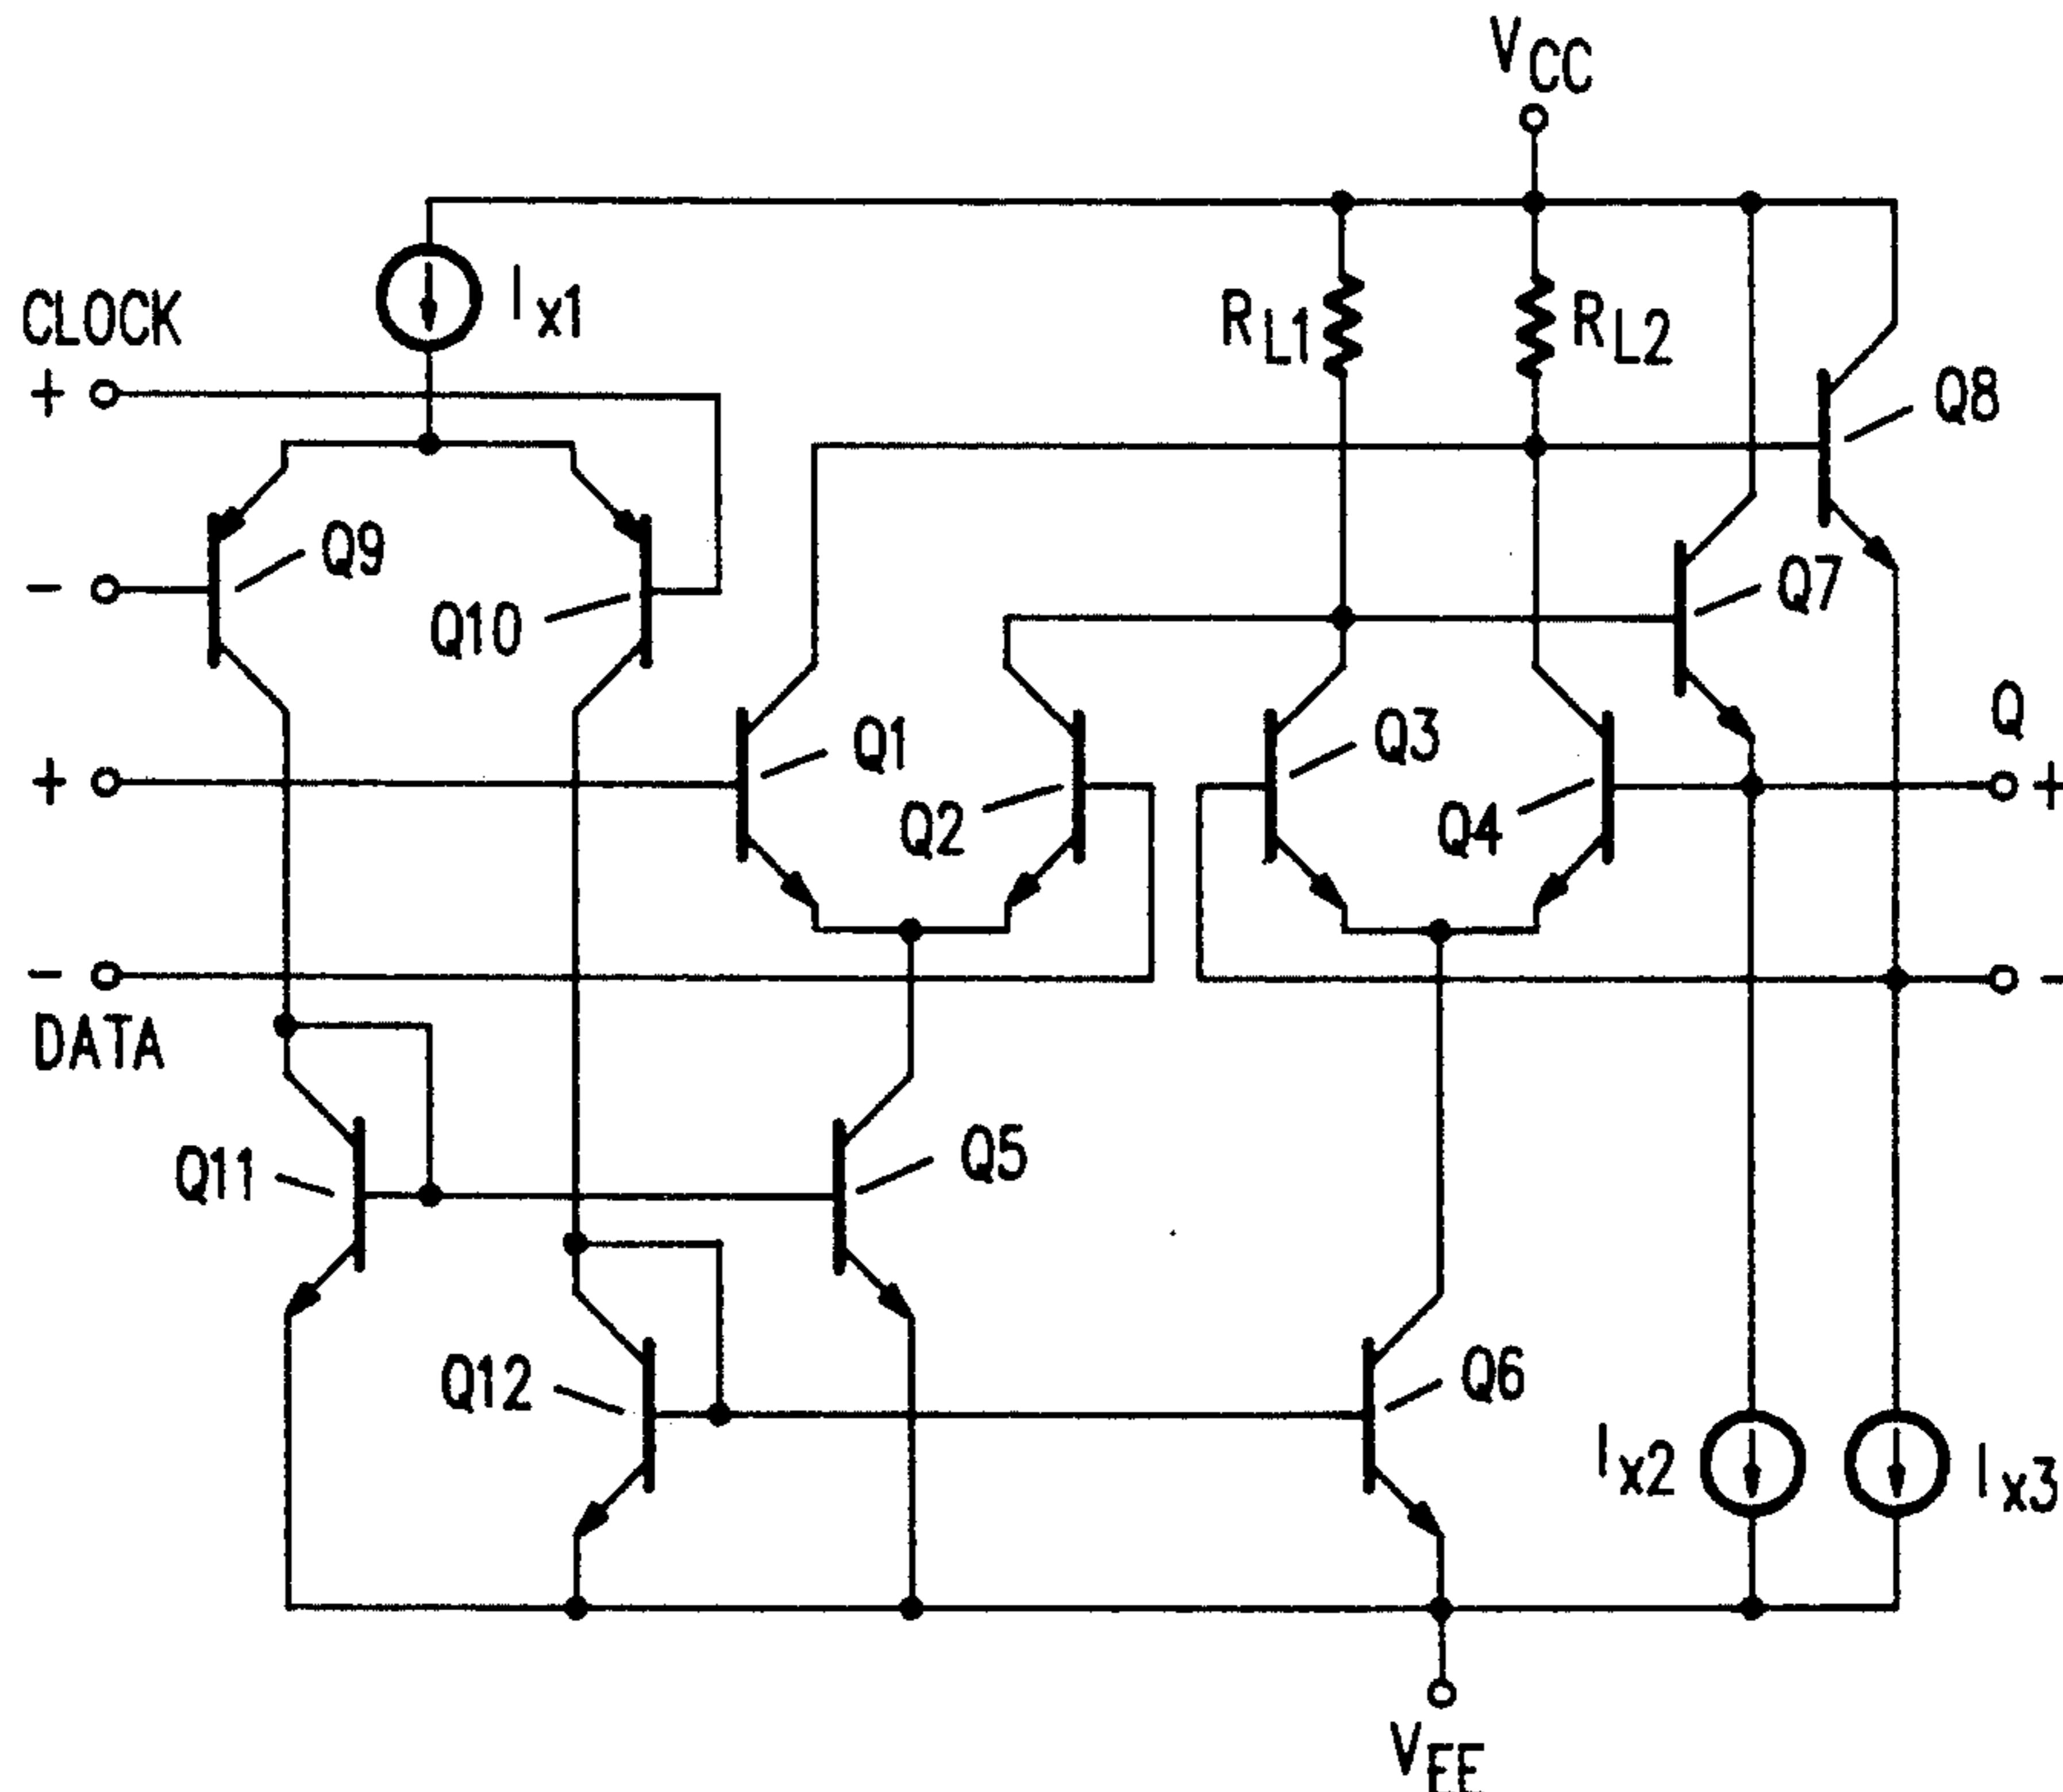 VCC
Ix1
CLOCK
RL1
RL2
+
Q8
Q9
-
Q10
Q7
Q
+
Q1
Q2
Q3
Q4
+
-
-
DATA
Q11
Q5
Q12
Q6
Ix2
Ix3
VEE